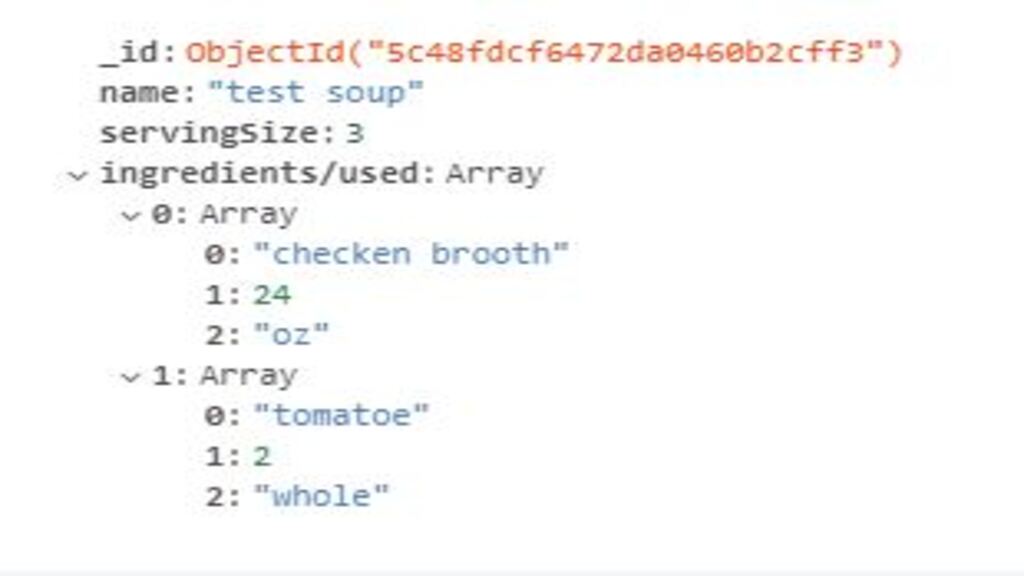 _id: ObjectId("5c48fdcf6472da0460b2cff3")
name: "test soup"
servingSize: 3
ingredients/used: Array
0: Array
0: "checken brooth"
1: 24
2: "oz"
1: Array
0: "tomatoe"
1: 2
2: "whole"